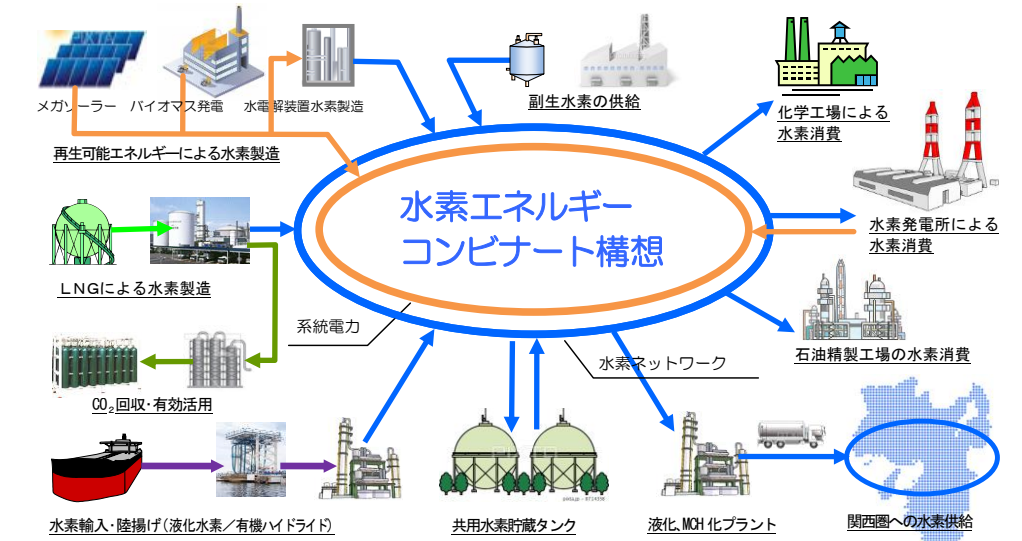 PIXTA
メガソーラー
バイオマス発電
水電解装置水素製造
再生可能エネルギーによる水素製造
副生水素の供給
化学工場による
水素消費
水素エネルギー
コンビナート構想
水素発電所による
水素消費
LNGによる水素製造
系統電力
水素ネットワーク
石油精製工場の水素消費
CO₂回収・有効活用
水素輸入・陸揚げ(液化水素/有機ハイドライド)
pixta.jp - 8714558
共用水素貯蔵タンク
液化、MCH化プラント
関西圏への水素供給